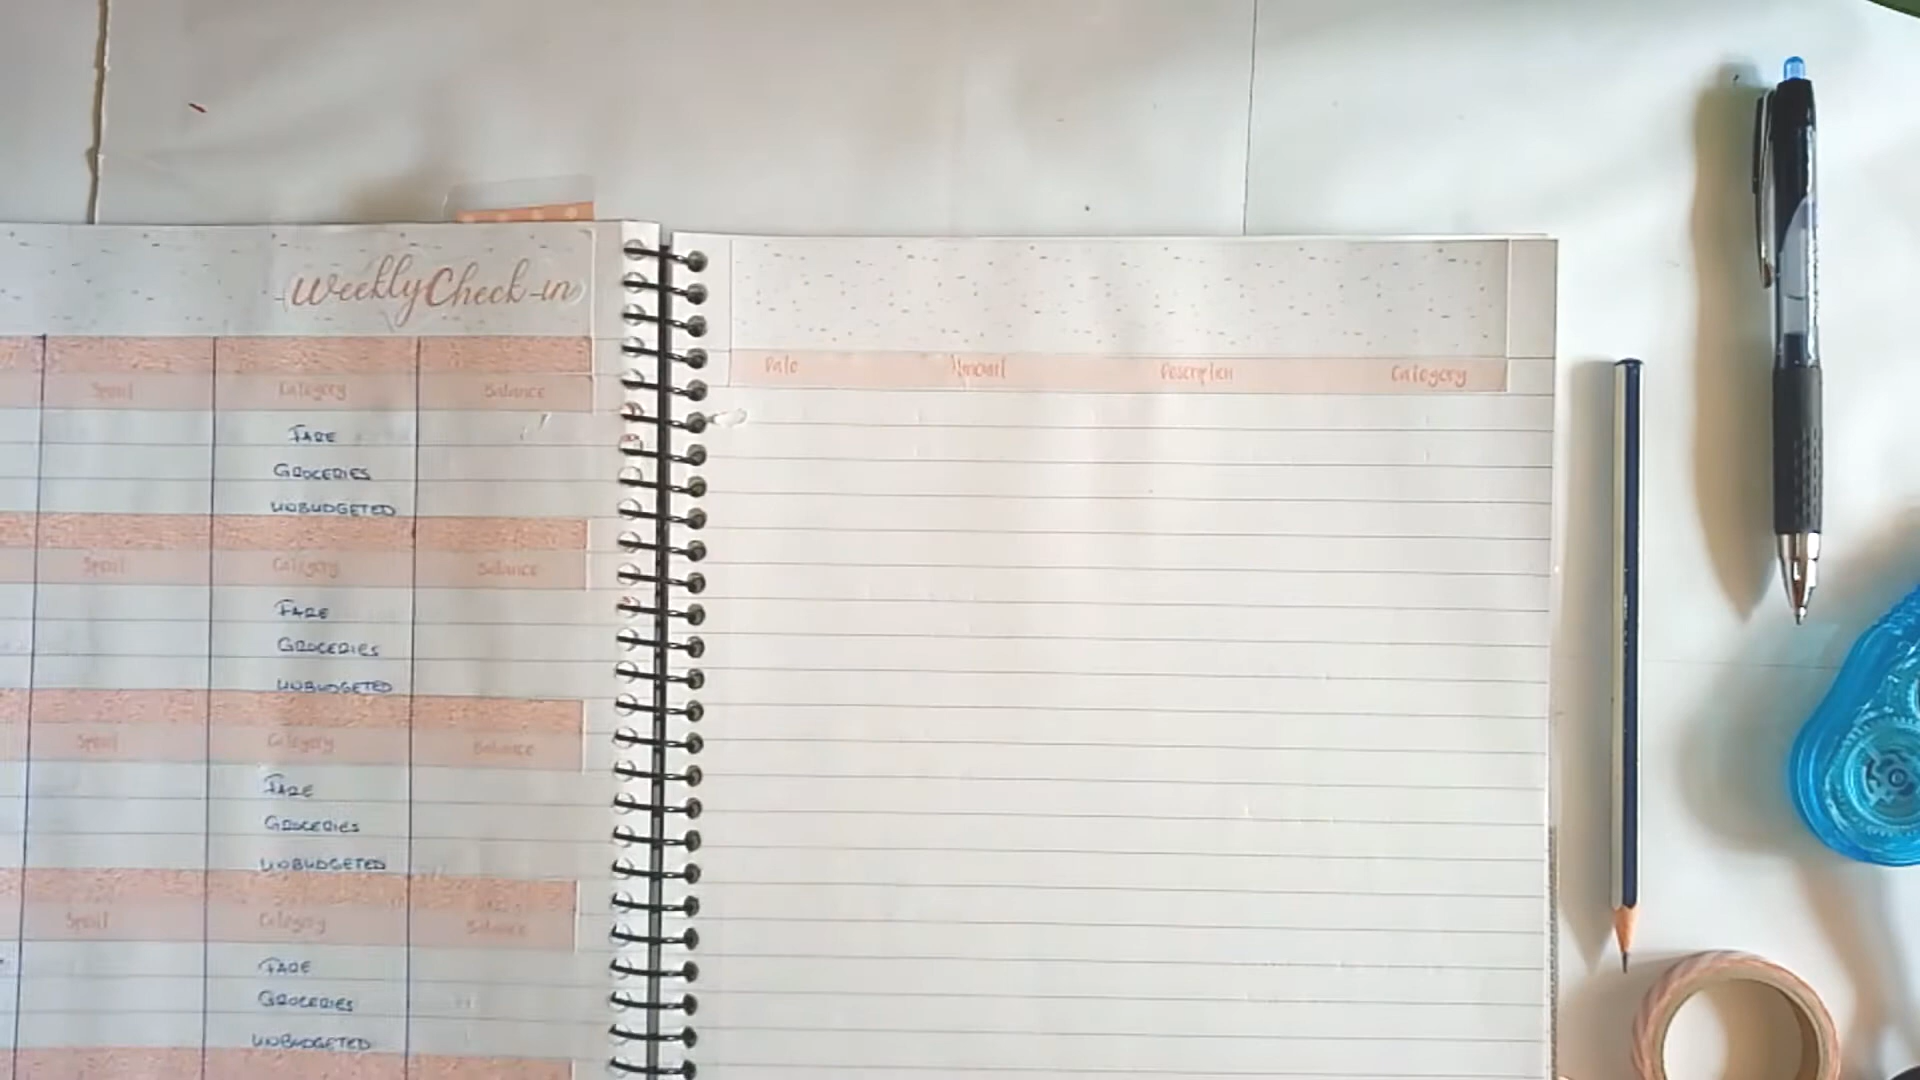 Weekly Check-in
Spent Category Balance
FARE
GROCERIES
UNBUDGETED
Spent Category Balance
FARE
GROCERIES
UNBUDGETED
Spent Category Balance
FARE
GROCERIES
UNBUDGETED
Spent Category Balance
FARE
GROCERIES
UNBUDGETED
Date Amount Description Category